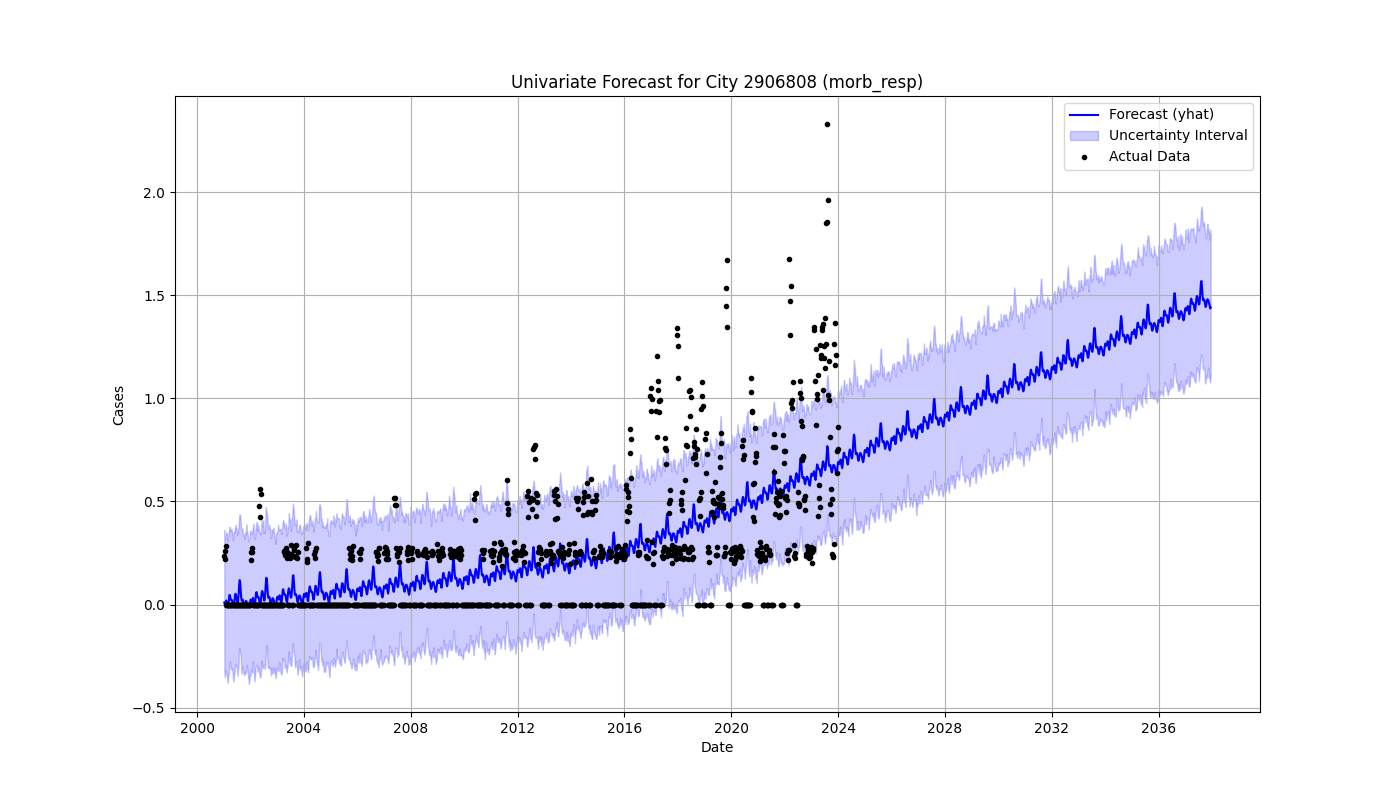 Univariate Forecast for City 2906808 (morb_resp)
Forecast (yhat)
Uncertainty Interval
Actual Data
Cases
2.0
1.5
1.0
0.5
0.0
−0.5
2000 2004 2008 2012 2016 2020 2024 2028 2032 2036
Date